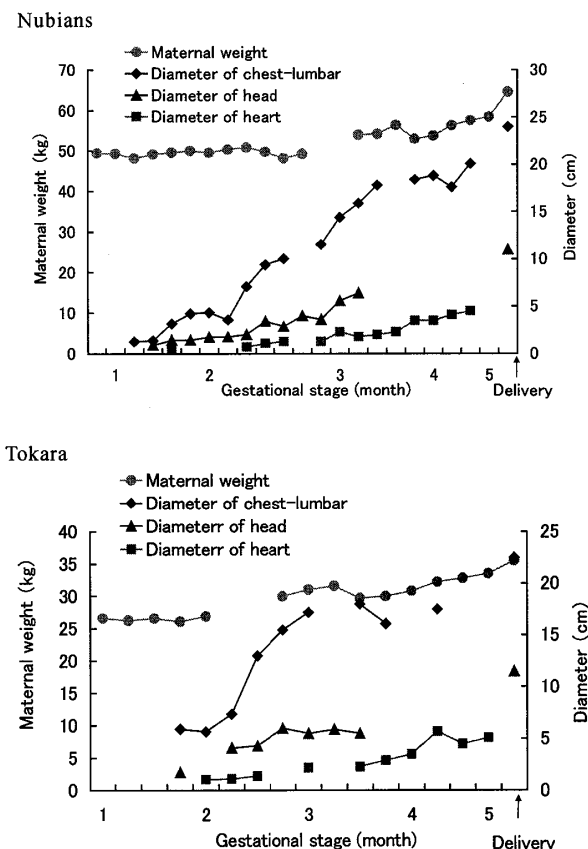 Nubians
Maternal weight
Diameter of chest-lumbar
Diameter of head
Diameter of heart
70
60
50
40
30
20
10
0
Maternal weight (kg)
30
25
20
15
10
5
0
Diameter (cm)
1 2 3 4 5
Gestational stage (month)
Delivery
Tokara
Maternal weight
Diameter of chest-lumbar
Diameterr of head
Diameterr of heart
40
35
30
25
20
15
10
5
0
Maternal weight (kg)
25
20
15
10
5
0
Diameter (cm)
1 2 3 4 5
Gestational stage (month)
Delivery